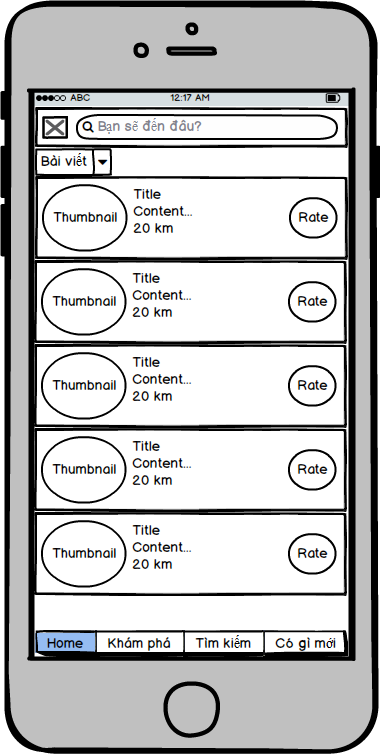 ABC 12:17 AM
Bạn sẽ đến đâu?
Bài viết
Thumbnail
Title
Content...
20 km
Rate
Thumbnail
Title
Content...
20 km
Rate
Thumbnail
Title
Content...
20 km
Rate
Thumbnail
Title
Content...
20 km
Rate
Thumbnail
Title
Content...
20 km
Rate
Home Khám phá Tìm kiếm Có gì mới